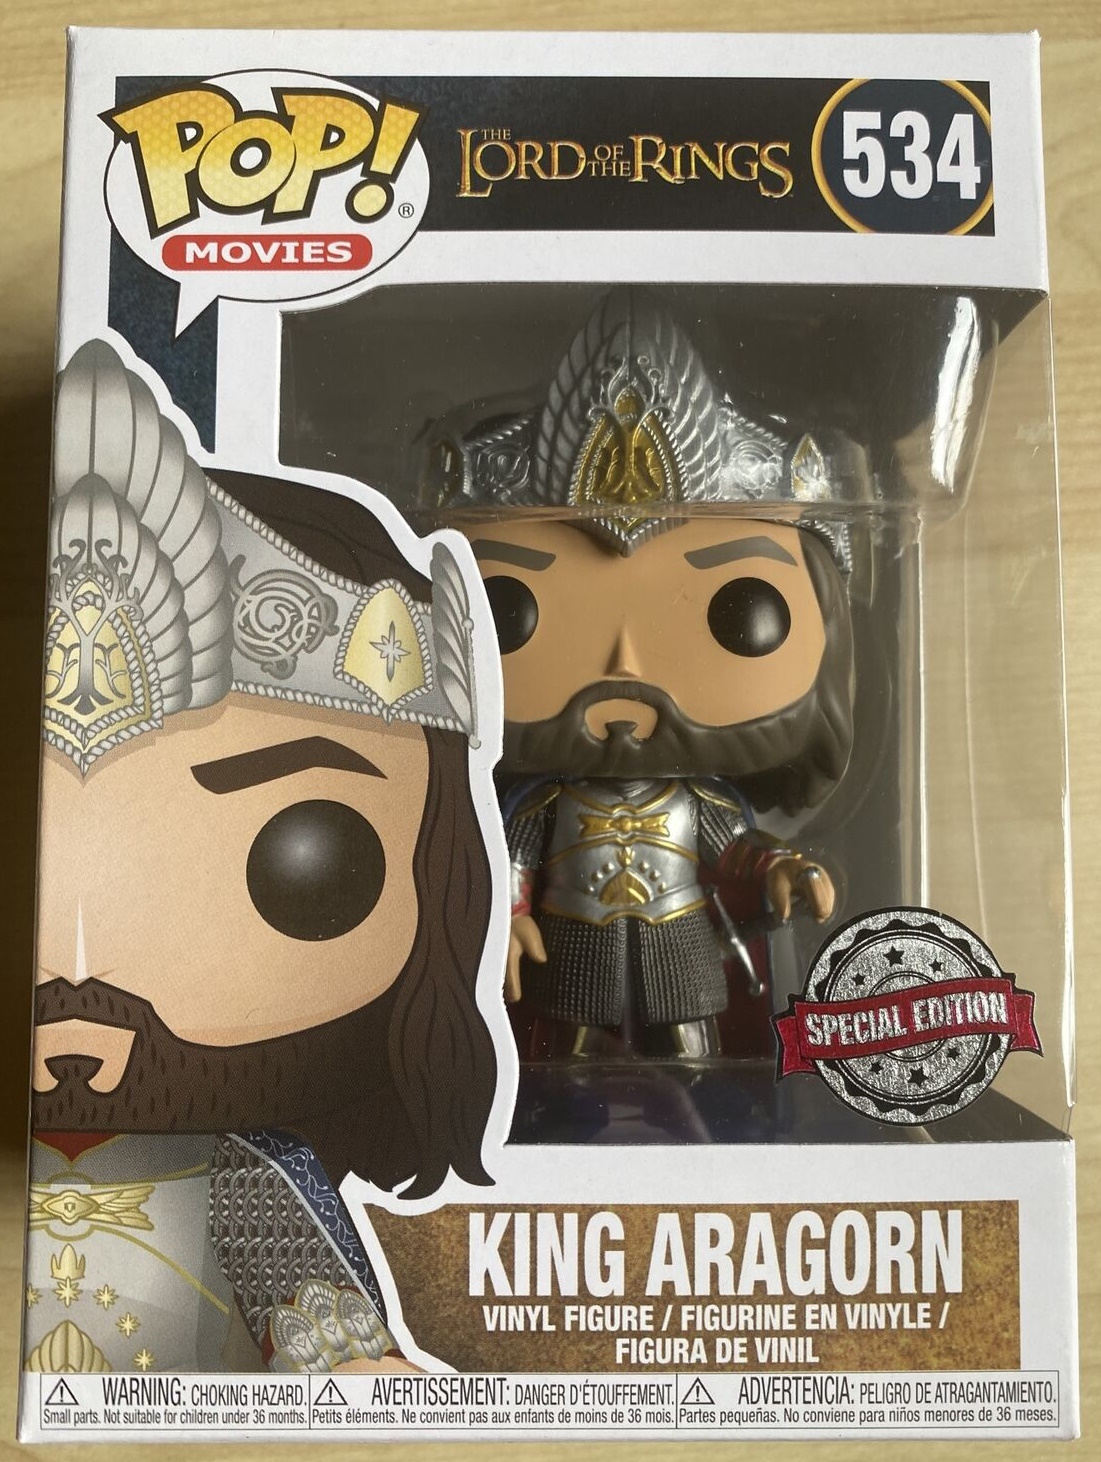 POP!®
MOVIES
THE
LORD OF THE RINGS
534
SPECIAL EDITION
KING ARAGORN
VINYL FIGURE / FIGURINE EN VINYLE /
FIGURA DE VINIL
WARNING: CHOKING HAZARD.
Small parts. Not suitable for children under 36 months.
AVERTISSEMENT: DANGER D'ÉTOUFFEMENT.
Petits éléments. Ne convient pas aux enfants de moins de 36 mois.
ADVERTENCIA: PELIGRO DE ATRAGANTAMIENTO.
Partes pequeñas. No conviene para niños menores de 36 meses.